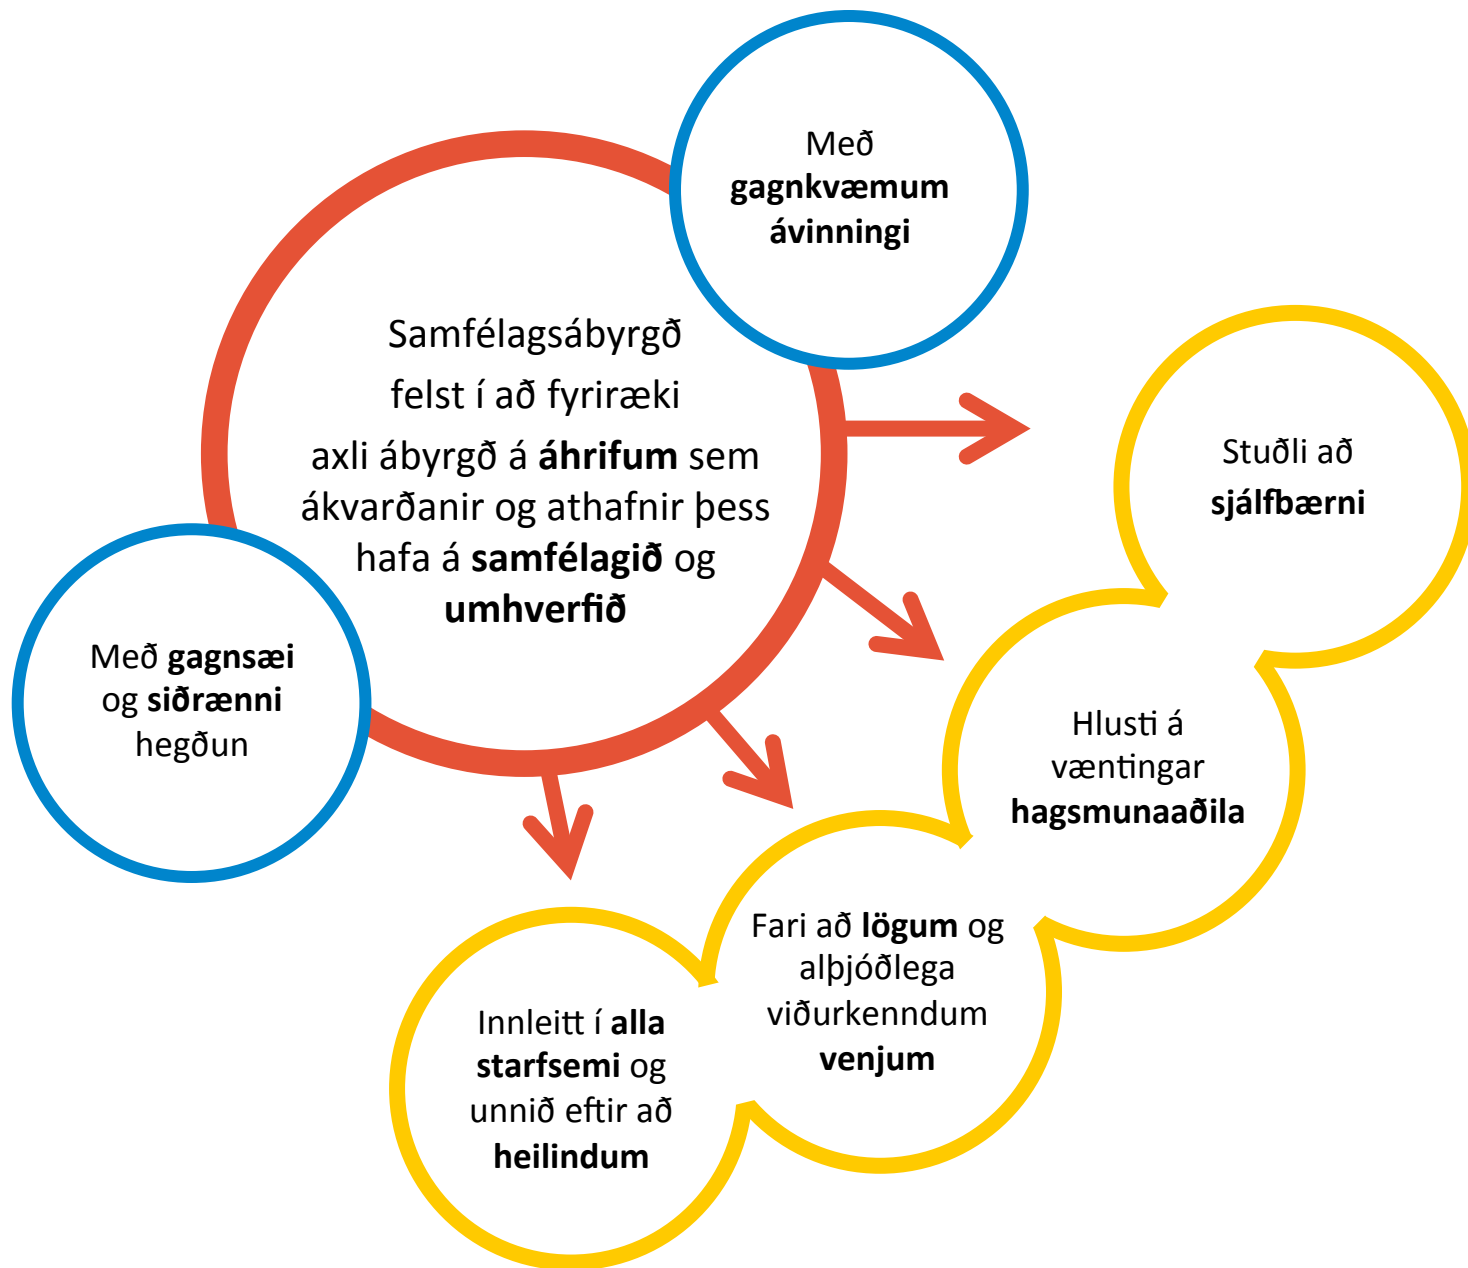 Með
gagnkvæmum
ávinningi
Samfélagsábyrgð
felst í að fyriræki
axli ábyrgð á áhrifum sem
ákvarðanir og athafnir þess
hafa á samfélagið og
umhverfið
Með gagnsæi
og siðrænni
hegðun
Stuðli að
sjálfbærni
Hlusti á
væntingar
hagsmunaaðila
Fari að lögum og
alþjóðlega
viðurkenndum
venjum
Innleitt í alla
starfsemi og
unnið eftir að
heilindum